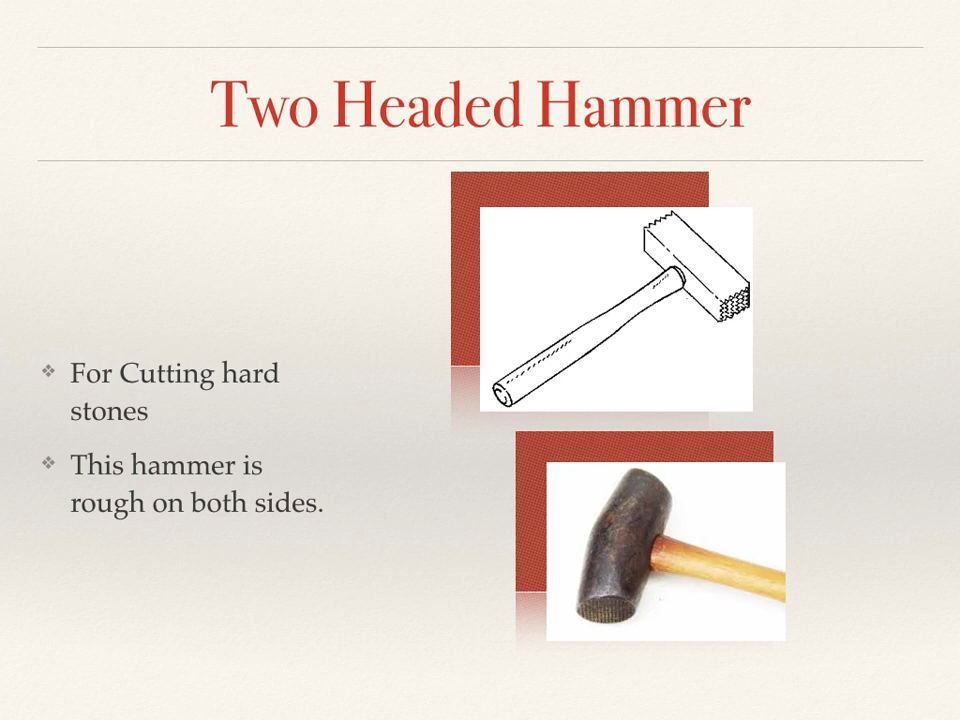 Two Headed Hammer
For Cutting hard
stones
This hammer is
rough on both sides.